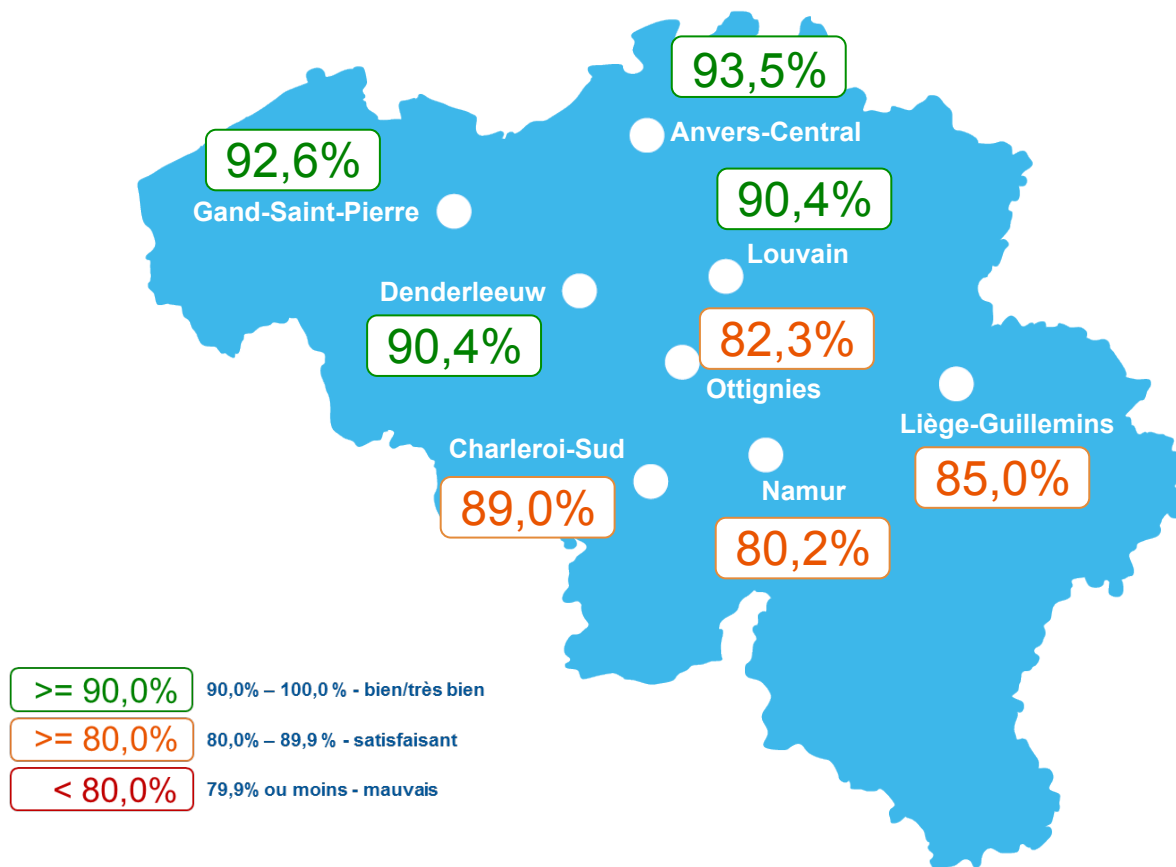 93,5%
Anvers-Central
92,6%
Gand-Saint-Pierre
90,4%
Louvain
Denderleeuw
90,4%
82,3%
Ottignies
Liège-Guillemins
85,0%
Charleroi-Sud
89,0%
Namur
80,2%
>= 90,0% 90,0% – 100,0 % - bien/très bien
>= 80,0% 80,0% – 89,9 % - satisfaisant
< 80,0% 79,9% ou moins - mauvais